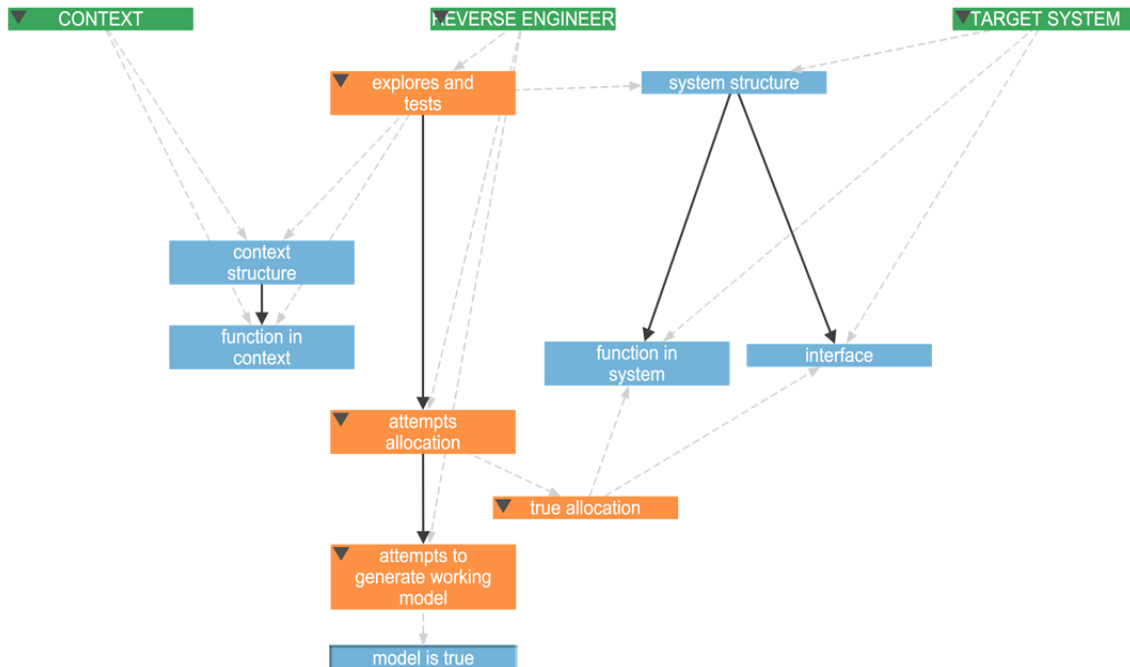 CONTEXT
REVERSE ENGINEER
TARGET SYSTEM
explores and
tests
system structure
context
structure
function in
context
function in
system
interface
attempts
allocation
true allocation
attempts to
generate working
model
model is true